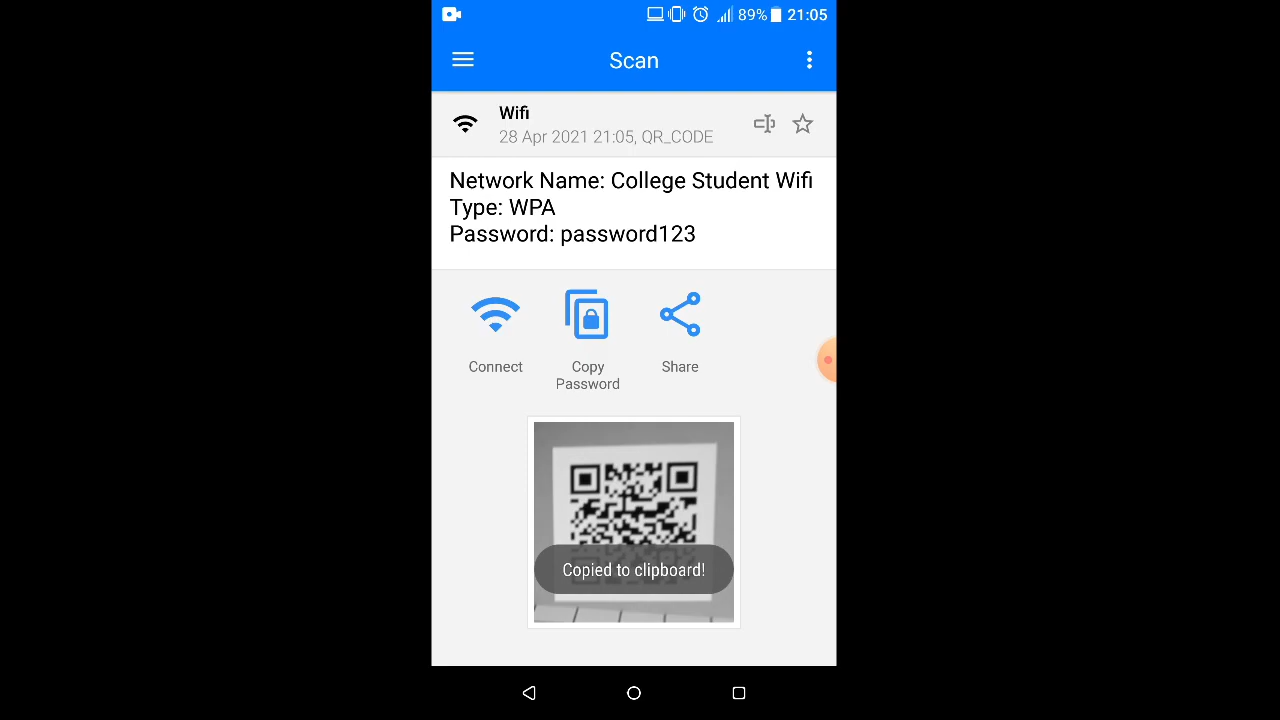 89% 21:05
Scan
Wifi
28 Apr 2021 21:05, QR_CODE
Network Name: College Student Wifi
Type: WPA
Password: password123
Connect
Copy
Password
Share
Copied to clipboard!